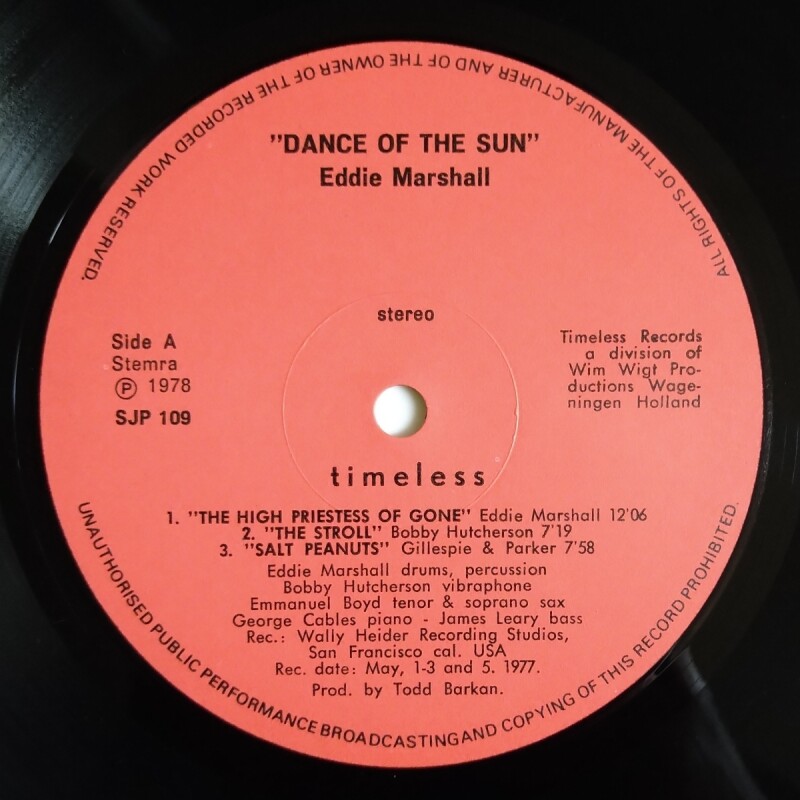 ALL RIGHTS OF THE MANUFACTURER AND OF THE OWNER OF THE RECORDED WORK RESERVED.
"DANCE OF THE SUN"
Eddie Marshall
stereo
Side A
Stemra
Ⓟ 1978
SJP 109
Timeless Records
a division of
Wim Wigt Pro-
ductions Wage-
ningen Holland
timeless
1. "THE HIGH PRIESTESS OF GONE" Eddie Marshall 12'06
2. "THE STROLL" Bobby Hutcherson 7'19
3. "SALT PEANUTS" Gillespie & Parker 7'58
Eddie Marshall drums, percussion
Bobby Hutcherson vibraphone
Emmanuel Boyd tenor & soprano sax
George Cables piano - James Leary bass
Rec.: Wally Heider Recording Studios,
San Francisco cal. USA
Rec. date: May, 1-3 and 5. 1977.
Prod. by Todd Barkan.
UNAUTHORISED PUBLIC PERFORMANCE BROADCASTING AND COPYING OF THIS RECORD PROHIBITED.